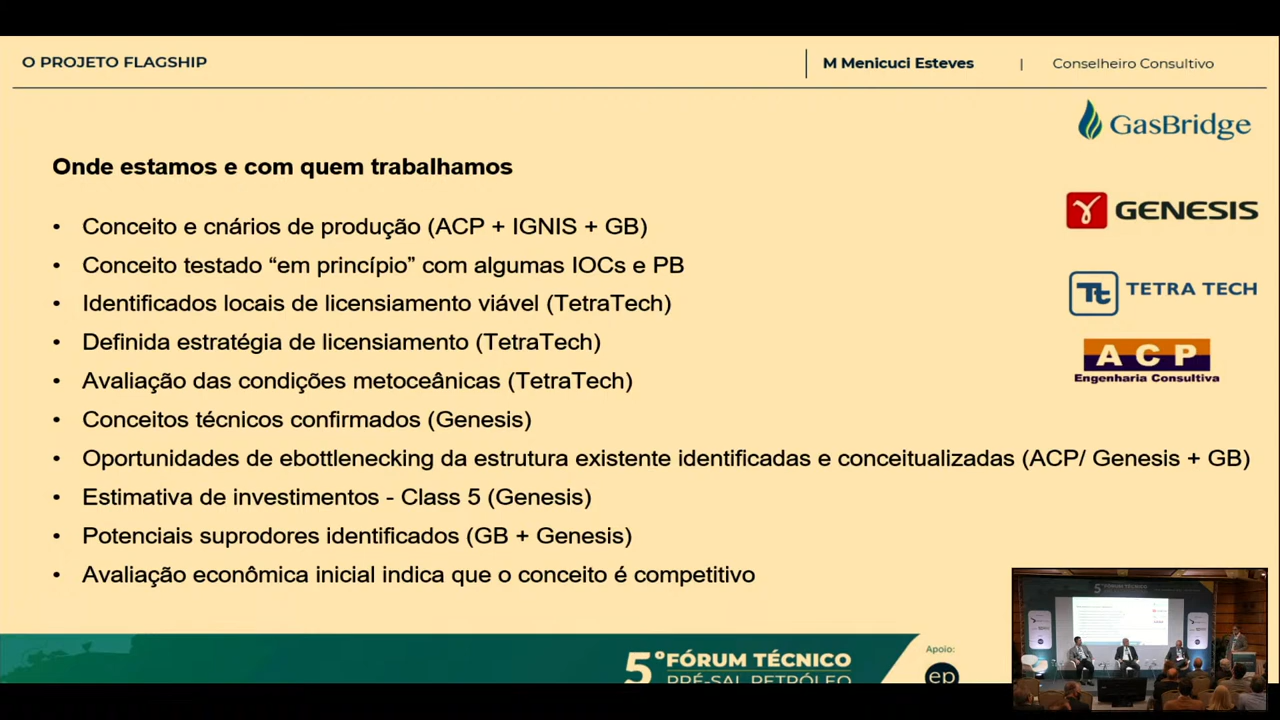 O PROJETO FLAGSHIP
M Menicuci Esteves | Conselheiro Consultivo
GasBridge
Onde estamos e com quem trabalhamos
GENESIS
• Conceito e cnários de produção (ACP + IGNIS + GB)
• Conceito testado “em princípio” com algumas IOCs e PB
Tt TETRA TECH
• Identificados locais de licensiamento viável (TetraTech)
• Definida estratégia de licensiamento (TetraTech)
ACP
Engenharia Consultiva
• Avaliação das condições metoceânicas (TetraTech)
• Conceitos técnicos confirmados (Genesis)
• Oportunidades de ebottlenecking da estrutura existente identificadas e conceitualizadas (ACP/ Genesis + GB)
• Estimativa de investimentos - Class 5 (Genesis)
• Potenciais suprodores identificados (GB + Genesis)
• Avaliação econômica inicial indica que o conceito é competitivo
5º FÓRUM TÉCNICO
PRÉ-SAL PETRÓLEO
Apoio:
ep